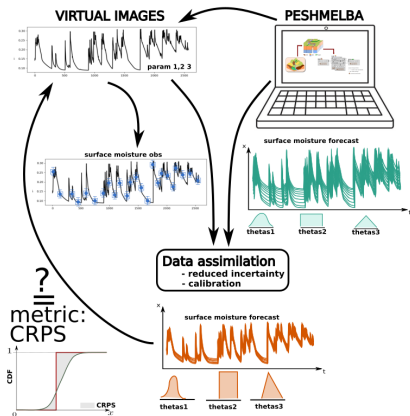 VIRTUAL IMAGES
PESHMELBA
param 1,2 3
surface moisture obs
surface moisture forecast
x
t
thetas1
thetas2
thetas3
Data assimilation
- reduced incertainty
- calibration
?
metric:
CRPS
1
CDF
CRPS
x
surface moisture forecast
x
t
thetas1
thetas2
thetas3